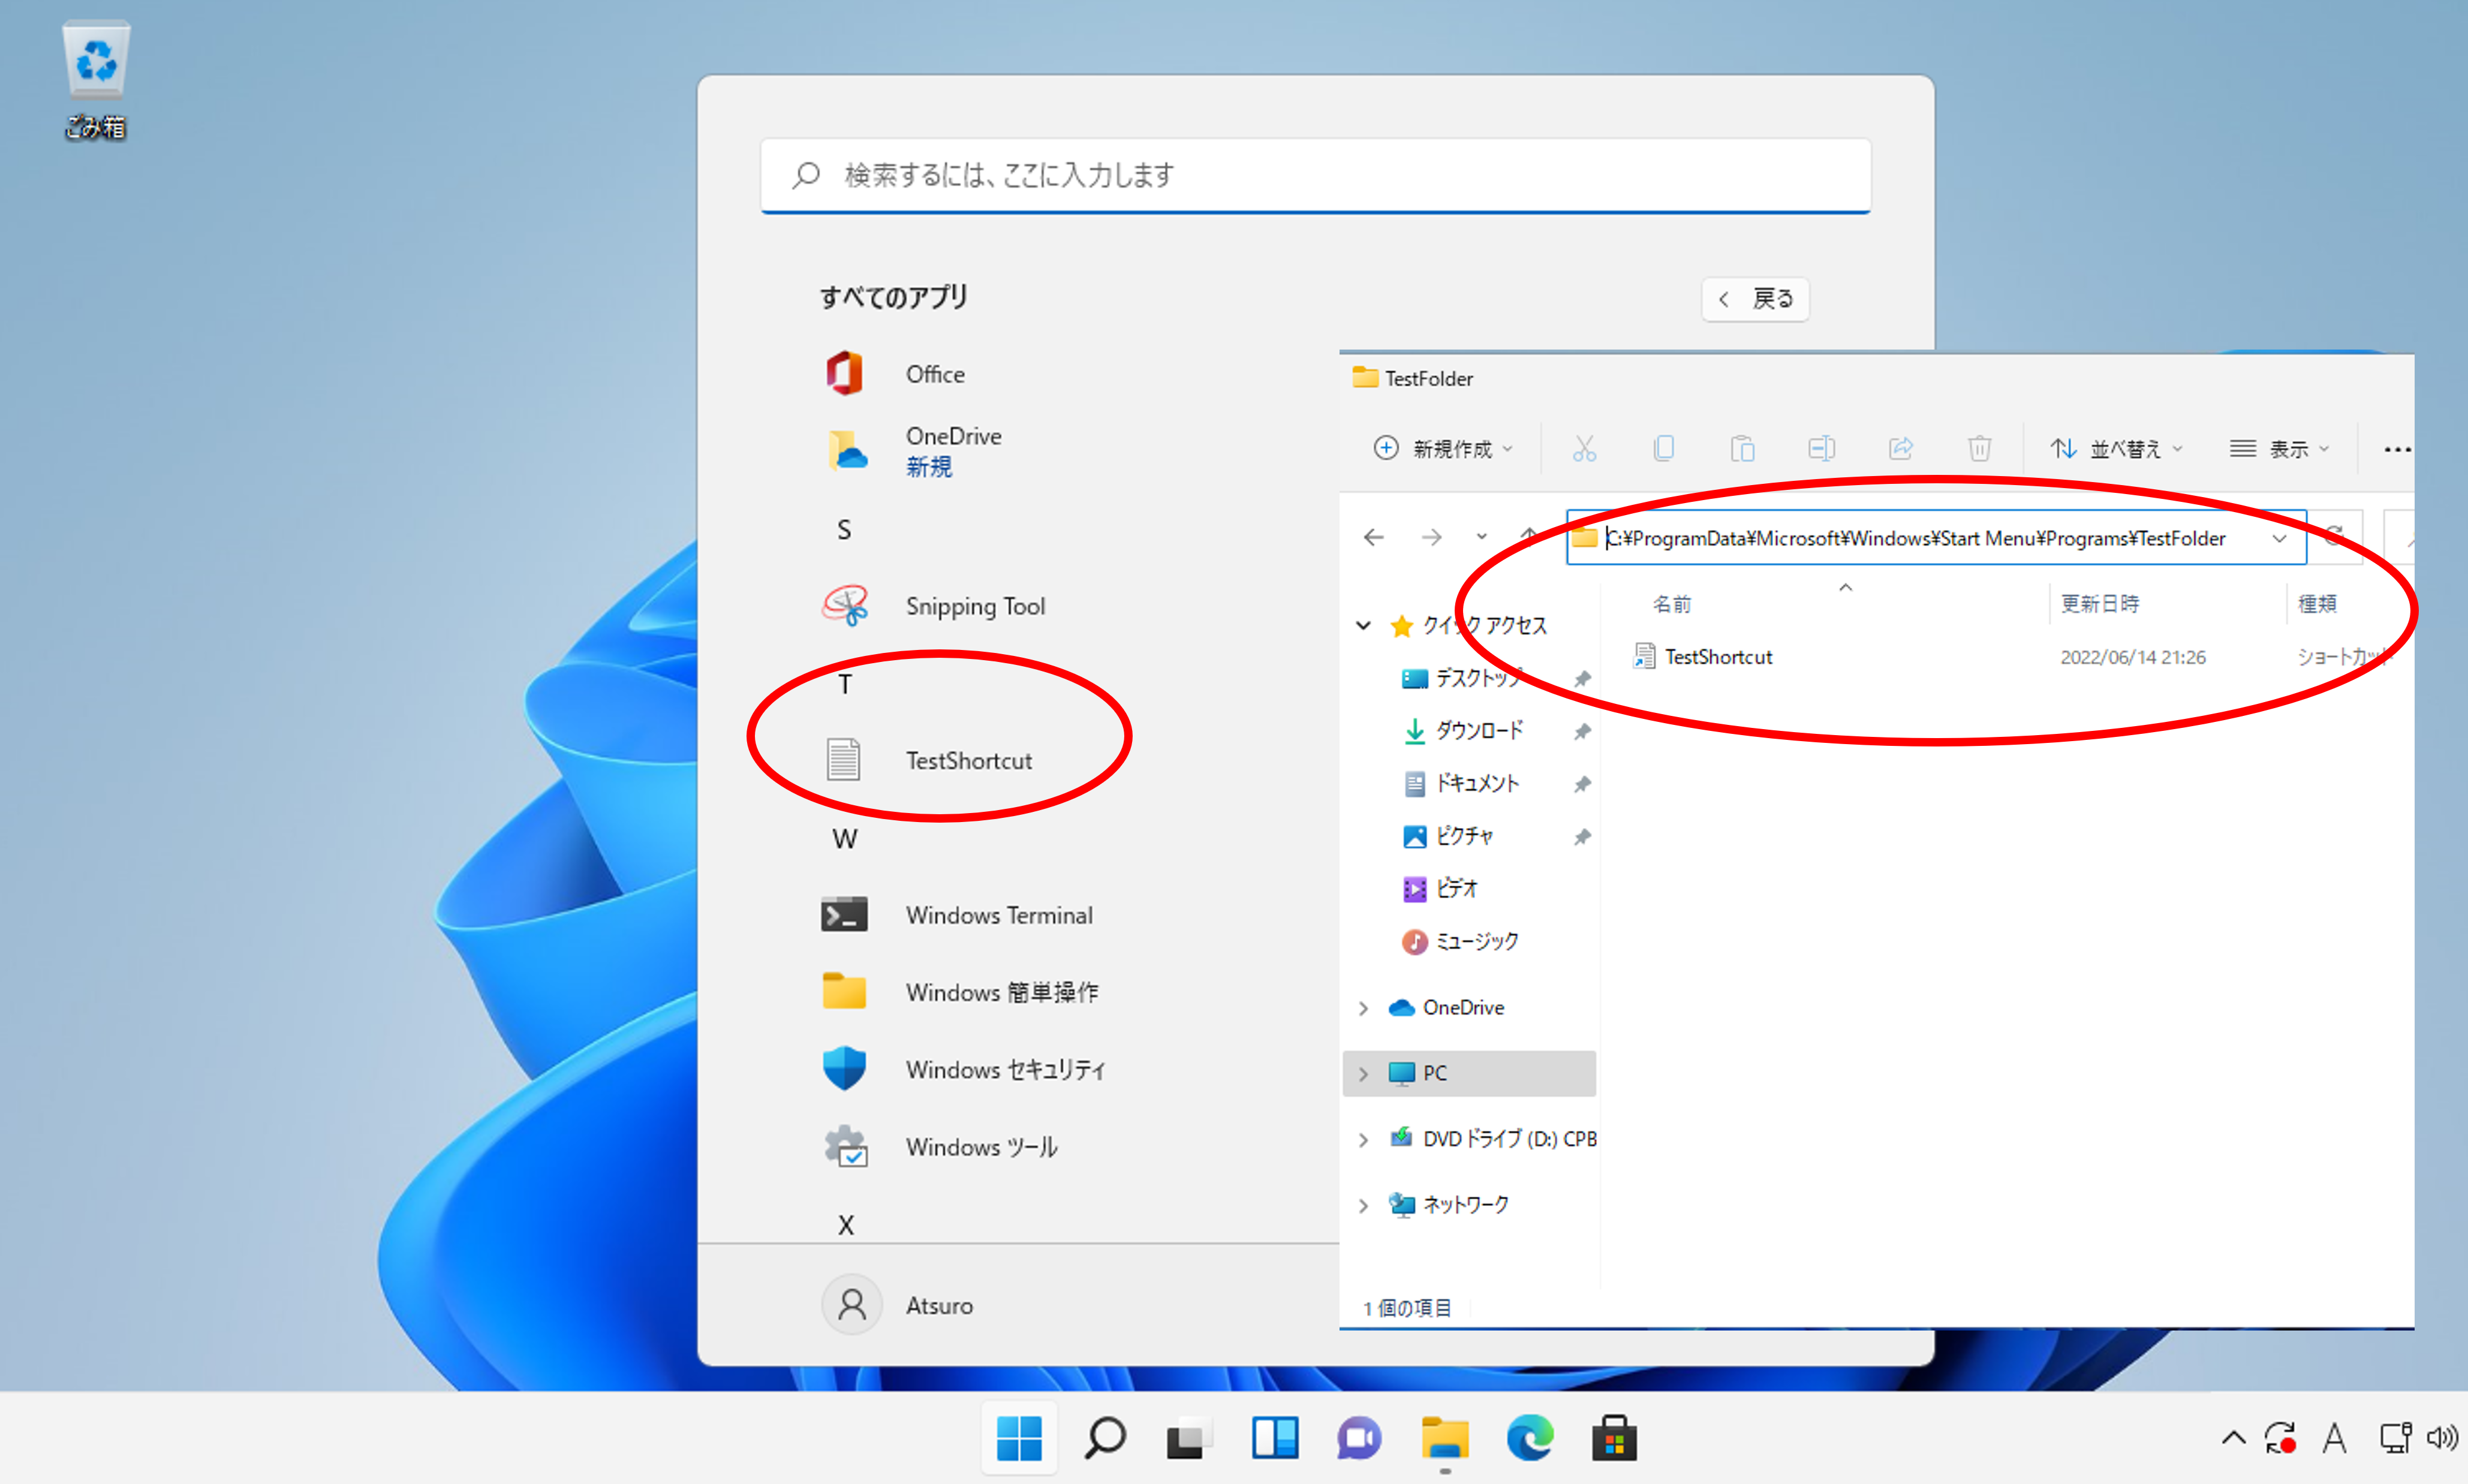 ごみ箱
検索するには、ここに入力します
すべてのアプリ
戻る
Office
OneDrive
新規
S
Snipping Tool
T
TestShortcut
W
Windows Terminal
Windows 簡単操作
Windows セキュリティ
Windows ツール
X
Atsuro
TestFolder
新規作成
並べ替え
表示
C:¥ProgramData¥Microsoft¥Windows¥Start Menu¥Programs¥TestFolder
名前
更新日時
種類
TestShortcut
2022/06/14 21:26
ショートカット
クイック アクセス
デスクトップ
ダウンロード
ドキュメント
ピクチャ
ビデオ
ミュージック
OneDrive
PC
DVD ドライブ (D:) CPB
ネットワーク
1 個の項目
A